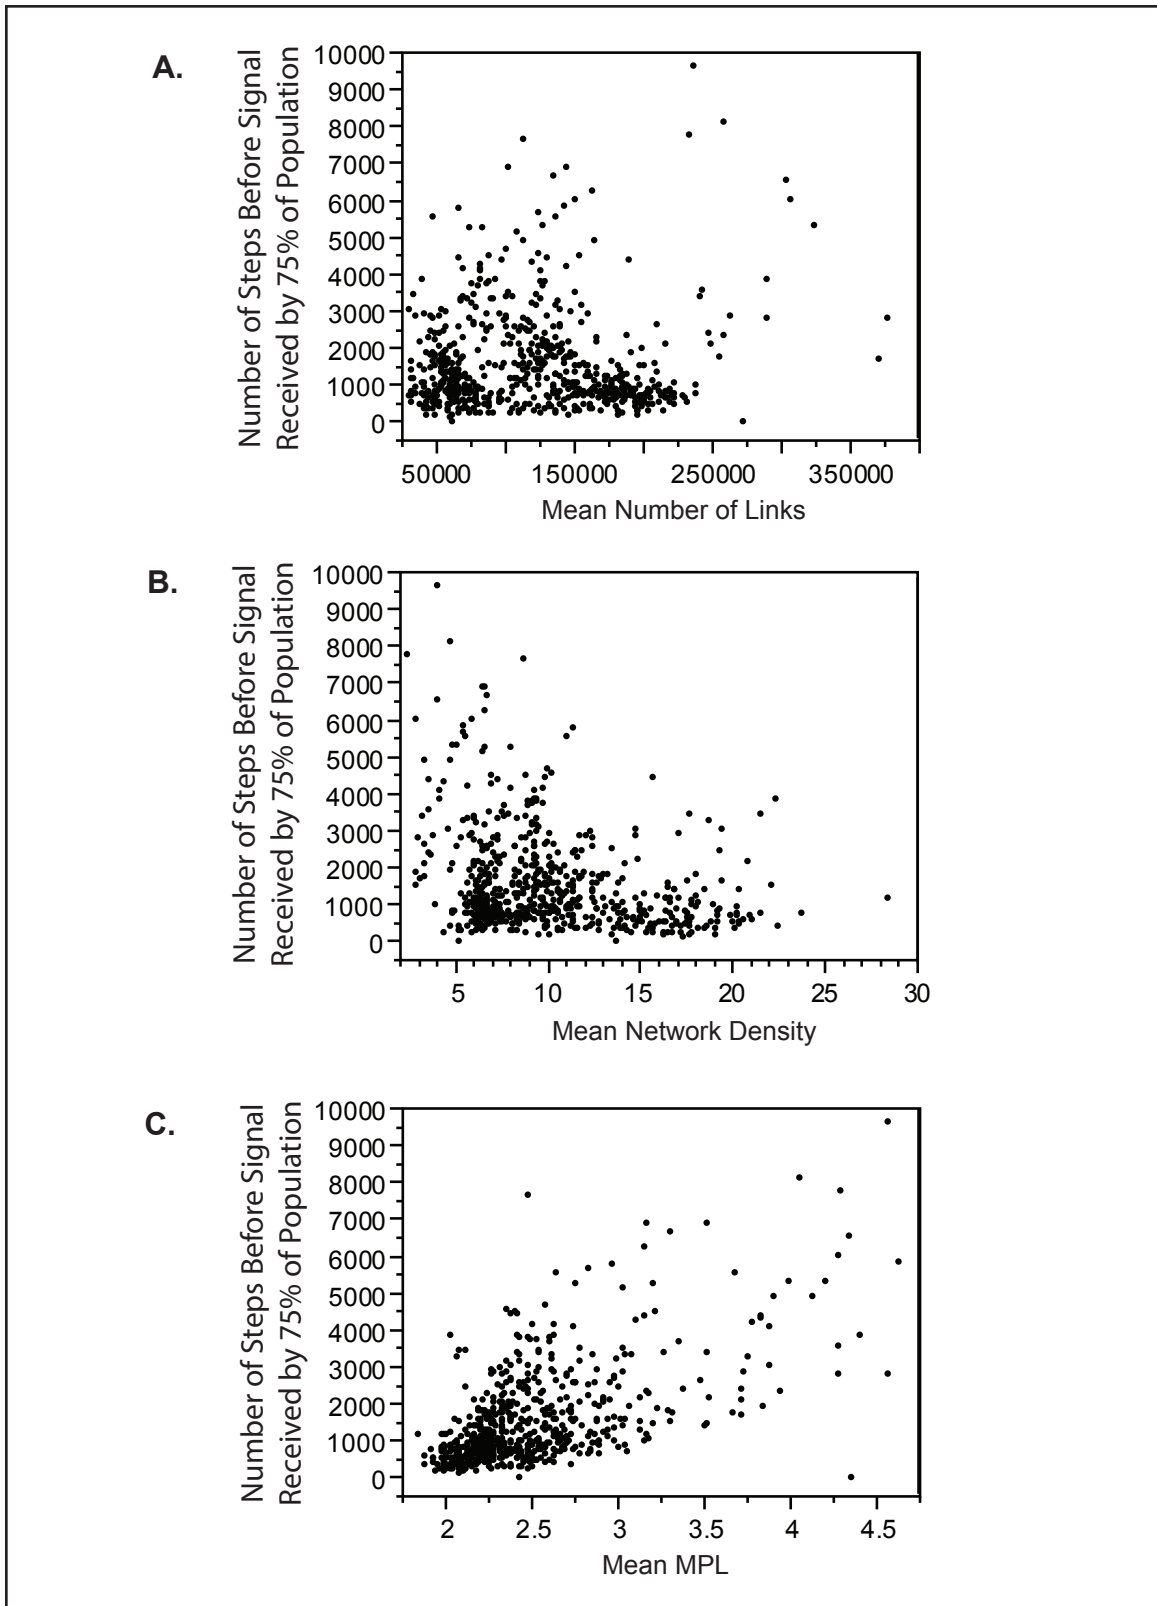 A.
Number of Steps Before Signal
Received by 75% of Population
10000
9000
8000
7000
6000
5000
4000
3000
2000
1000
0
50000 150000 250000 350000
Mean Number of Links
B.
Number of Steps Before Signal
Received by 75% of Population
10000
9000
8000
7000
6000
5000
4000
3000
2000
1000
0
5 10 15 20 25 30
Mean Network Density
C.
Number of Steps Before Signal
Received by 75% of Population
10000
9000
8000
7000
6000
5000
4000
3000
2000
1000
0
2 2.5 3 3.5 4 4.5
Mean MPL